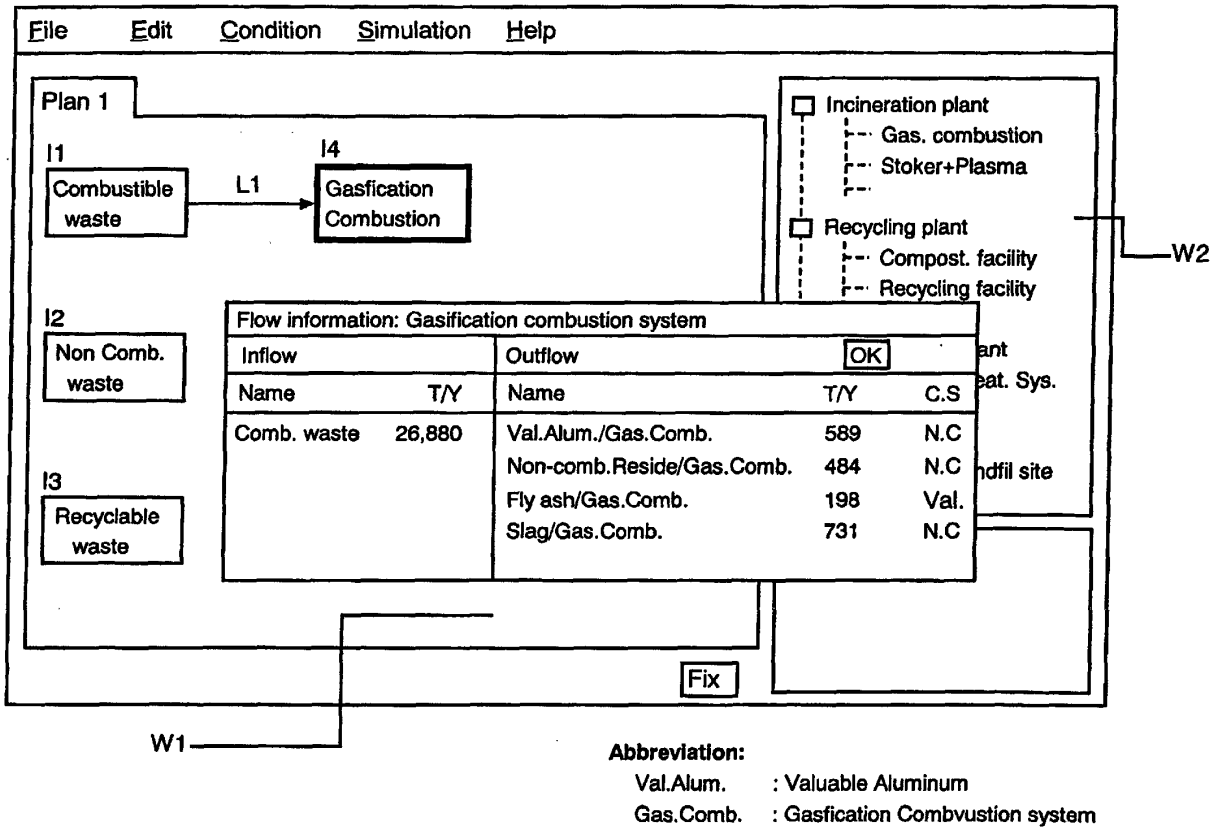 File Edit Condition Simulation Help
Plan 1
I1
Combustible
waste
L1
I4
Gasfication
Combustion
I2
Non Comb.
waste
I3
Recyclable
waste
Incineration plant
Gas. combustion
Stoker+Plasma
Recycling plant
Compost. facility
Recycling facility
ant
eat. Sys.
ndfil site
W2
Flow information: Gasification combustion system
Inflow Outflow OK
Name T/Y Name T/Y C.S
Comb. waste 26,880 Val.Alum./Gas.Comb. 589 N.C
Non-comb.Reside/Gas.Comb. 484 N.C
Fly ash/Gas.Comb. 198 Val.
Slag/Gas.Comb. 731 N.C
Fix
W1
Abbreviation:
Val.Alum. : Valuable Aluminum
Gas.Comb. : Gasfication Combvustion system